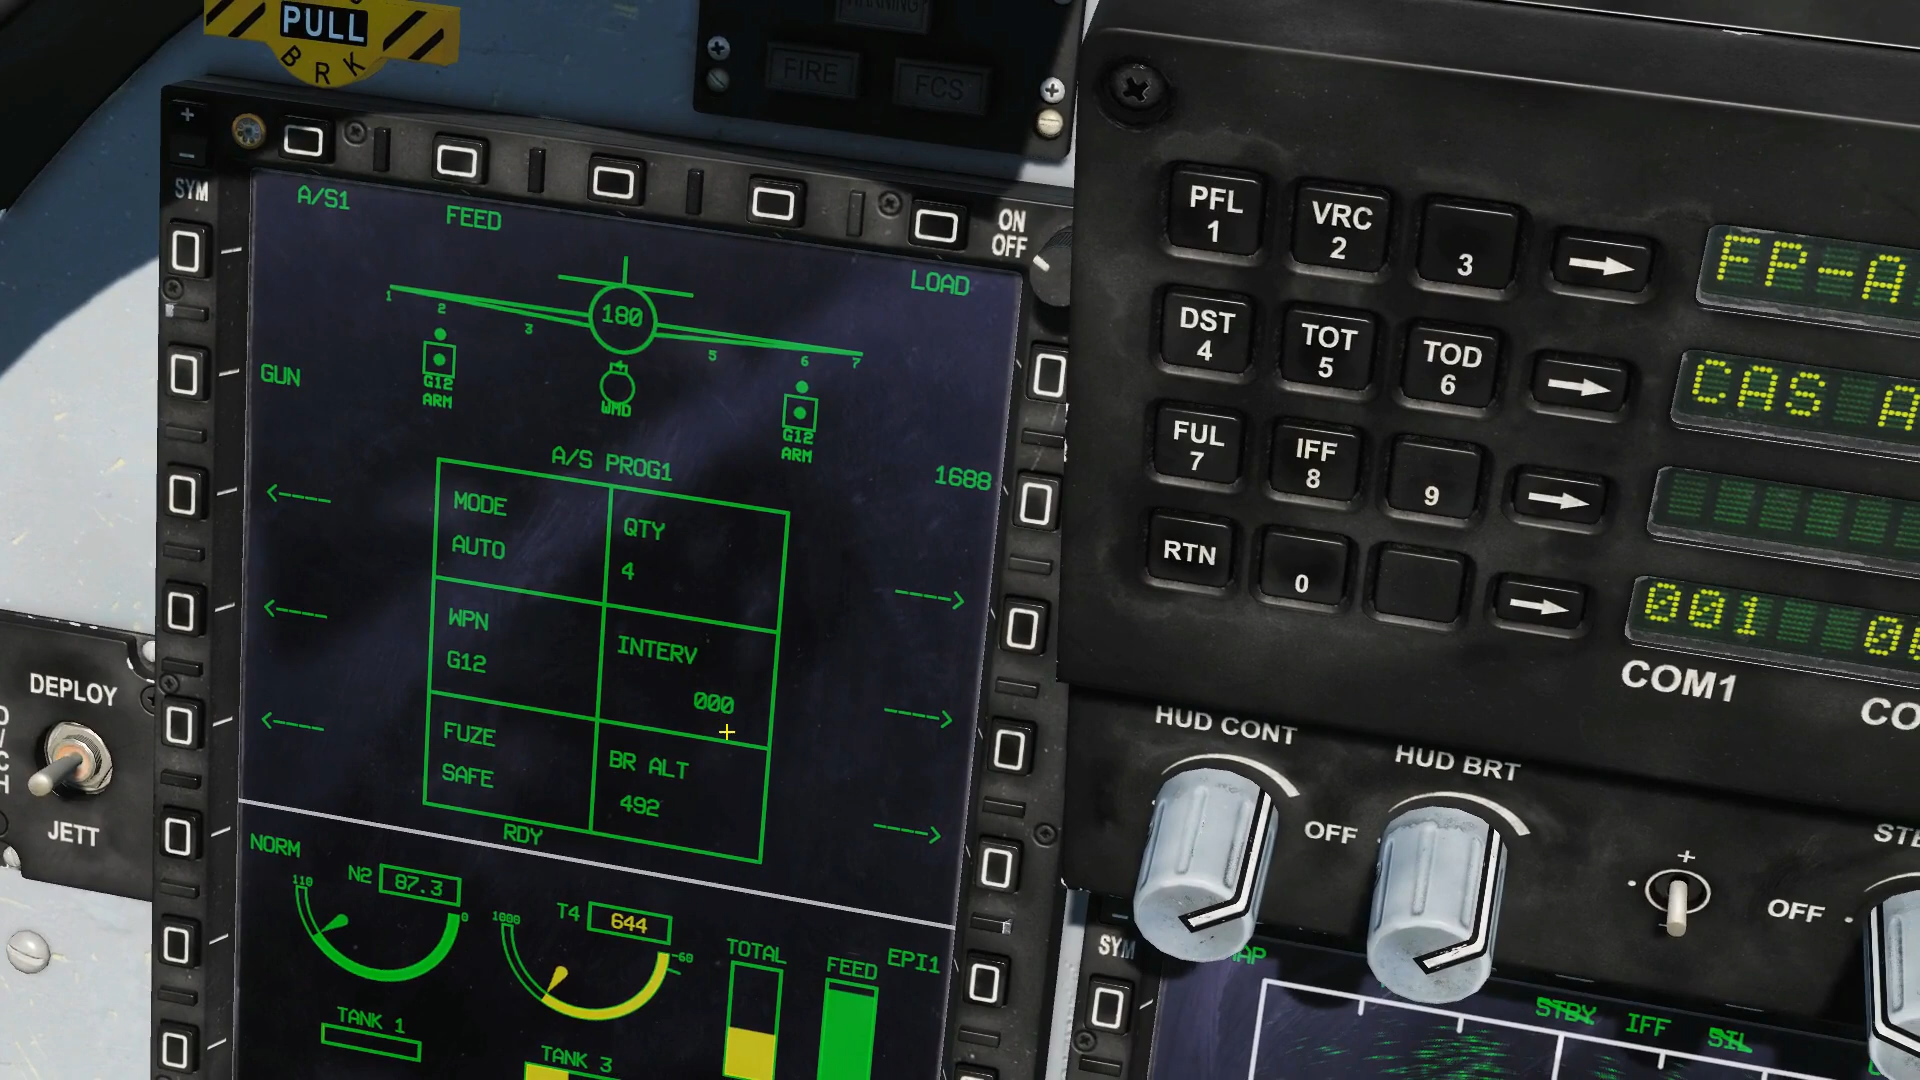 PULL
BRK
WARNING
FIRE
FCS
+
SYM
ON
OFF
A/S1
FEED
LOAD
1
2
3
180
5
6
7
GUN
G12
ARM
WMD
G12
ARM
1688
A/S PROG1
MODE
AUTO
QTY
4
WPN
G12
INTERV
000
FUZE
SAFE
BR ALT
492
RDY
NORM
N2 87.3
110
0
T4 644
1000
-60
TOTAL
FEED
EPI1
TANK 1
TANK 3
DEPLOY
JETT
PFL
1
VRC
2
3
DST
4
TOT
5
TOD
6
FUL
7
IFF
8
9
RTN
0
FP-A
CAS A
001
COM1
CO
HUD CONT
HUD BRT
OFF
+
OFF
SYM
STBY
IFF
SIL